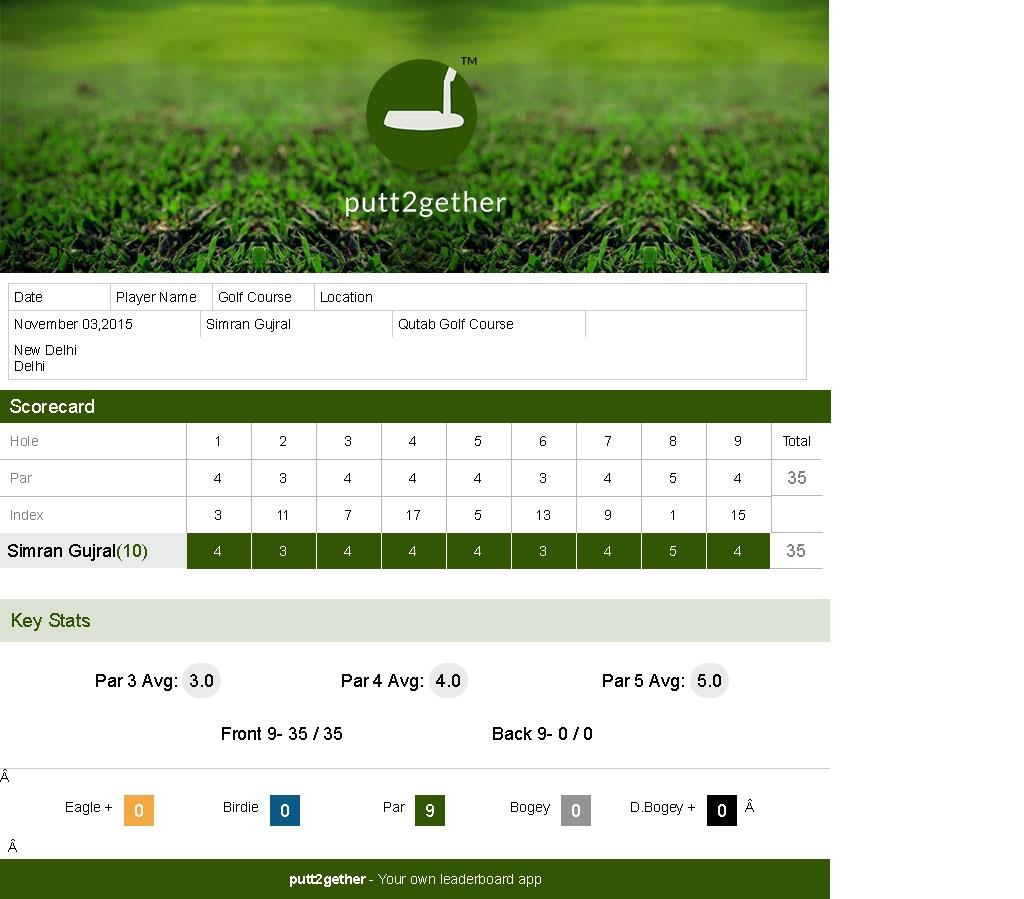 TM
putt2gether
Date Player Name Golf Course Location
November 03,2015 Simran Gujral Qutab Golf Course
New Delhi
Delhi
Scorecard
Hole 1 2 3 4 5 6 7 8 9 Total
Par 4 3 4 4 4 3 4 5 4 35
Index 3 11 7 17 5 13 9 1 15
Simran Gujral(10) 4 3 4 4 4 3 4 5 4 35
Key Stats
Par 3 Avg: 3.0 Par 4 Avg: 4.0 Par 5 Avg: 5.0
Front 9- 35 / 35 Back 9- 0 / 0
Â
Eagle + 0 Birdie 0 Par 9 Bogey 0 D.Bogey + 0 Â
Â
putt2gether - Your own leaderboard app